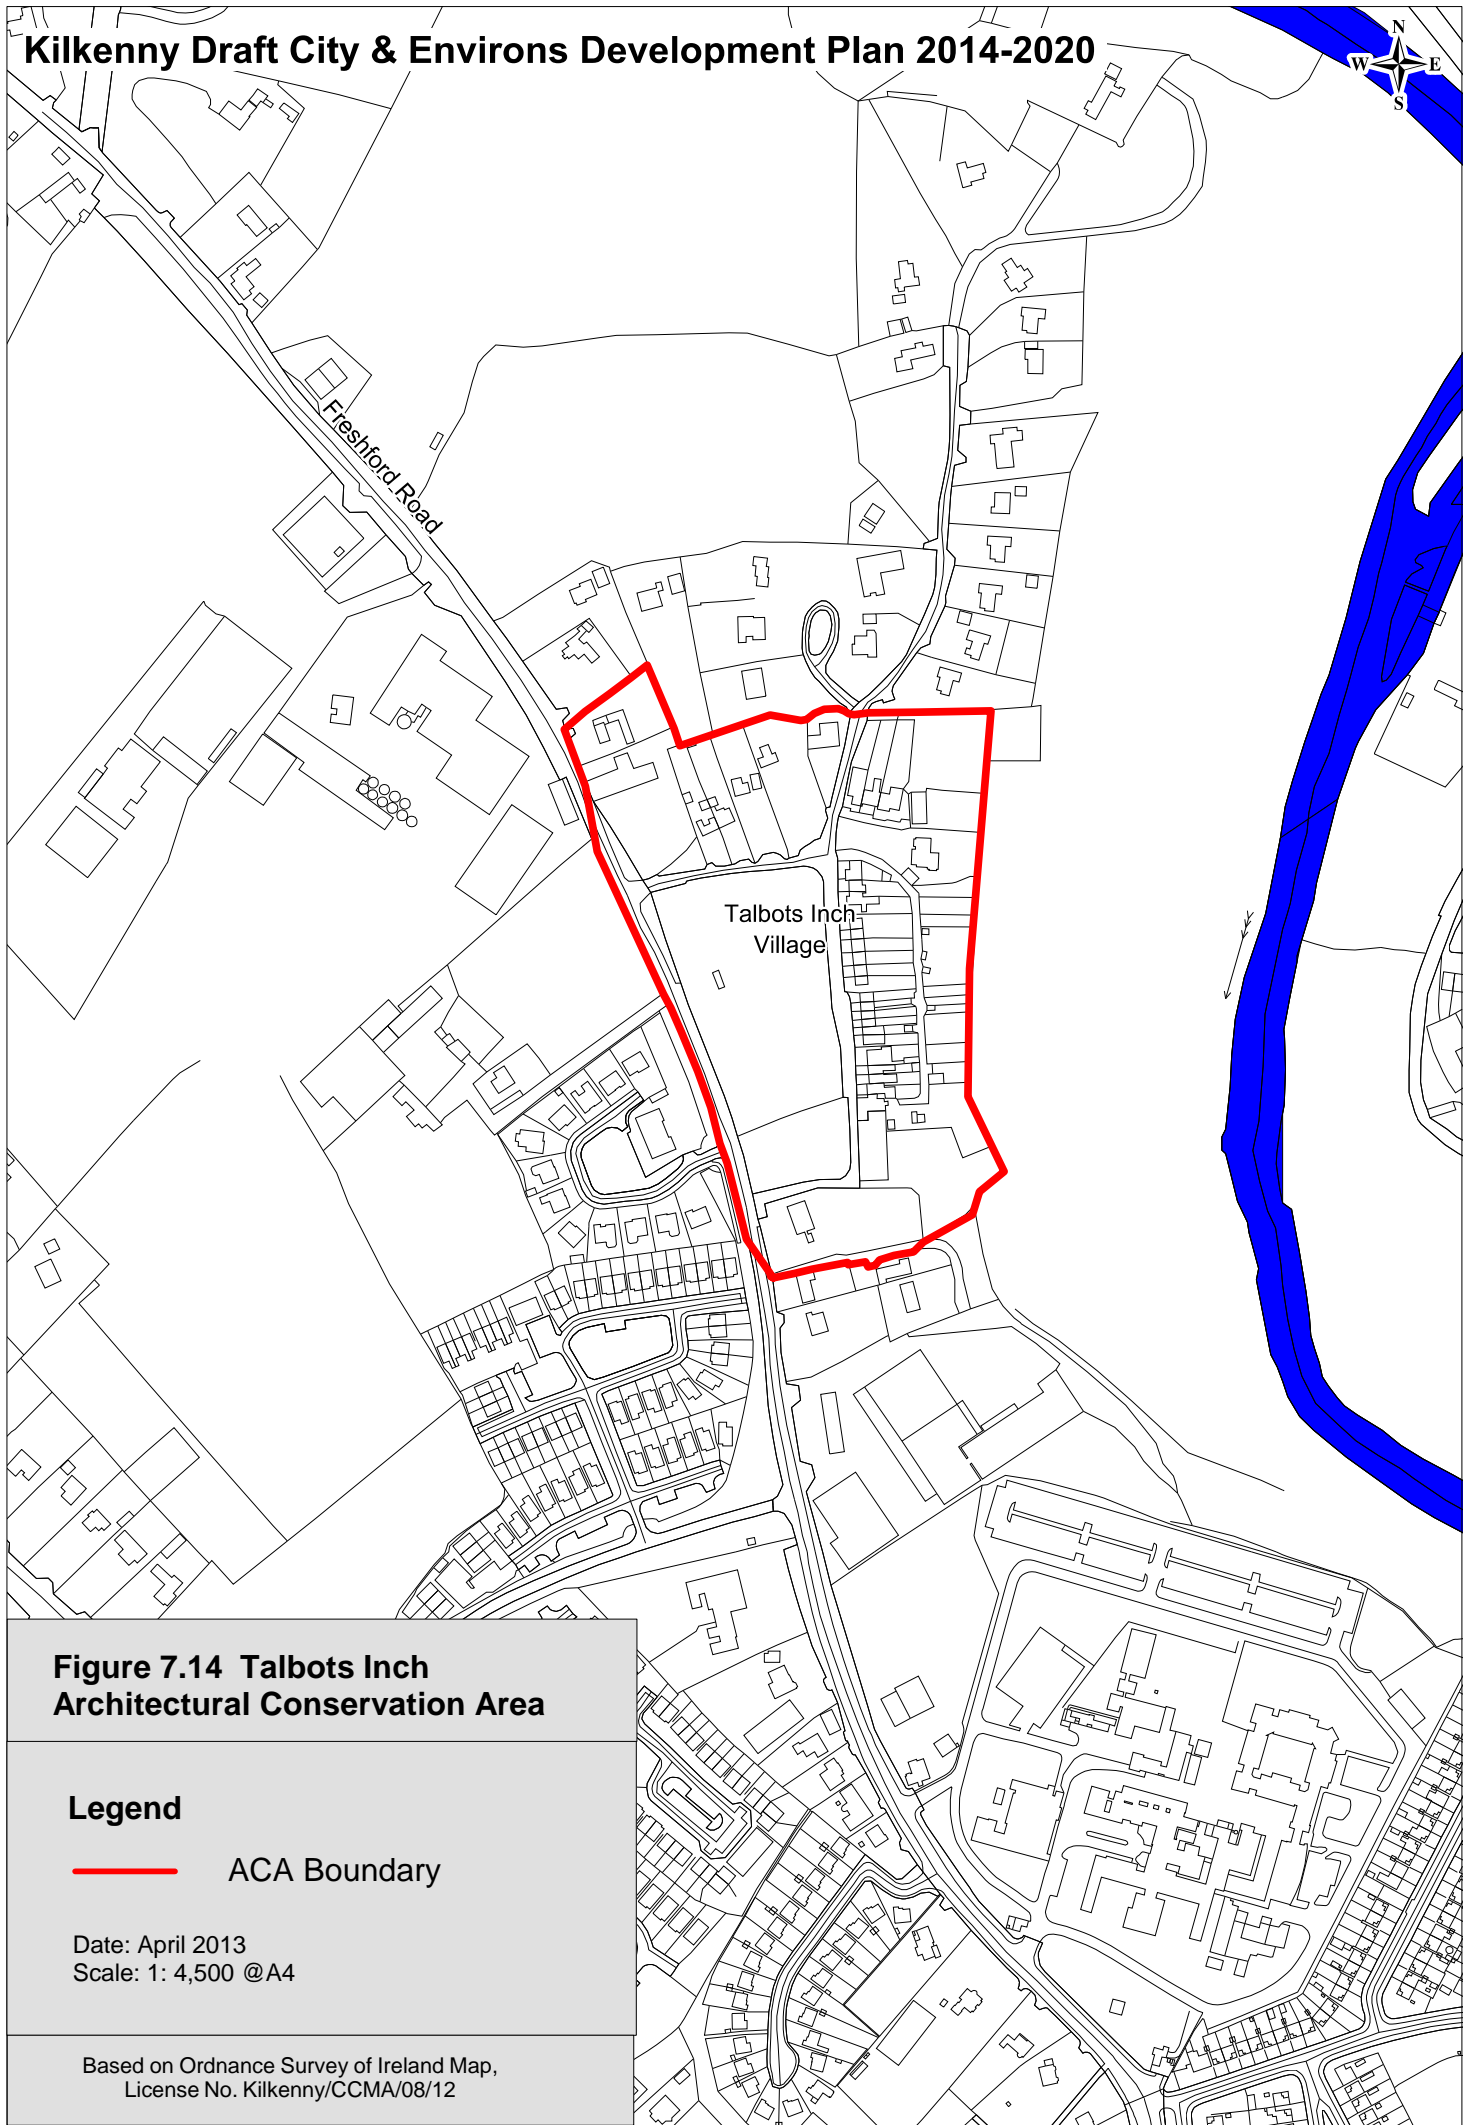 Kilkenny Draft City & Environs Development Plan 2014-2020
N
W E
S
Freshford Road
Talbots Inch
Village
Figure 7.14 Talbots Inch
Architectural Conservation Area
Legend
ACA Boundary
Date: April 2013
Scale: 1: 4,500 @A4
Based on Ordnance Survey of Ireland Map,
License No. Kilkenny/CCMA/08/12